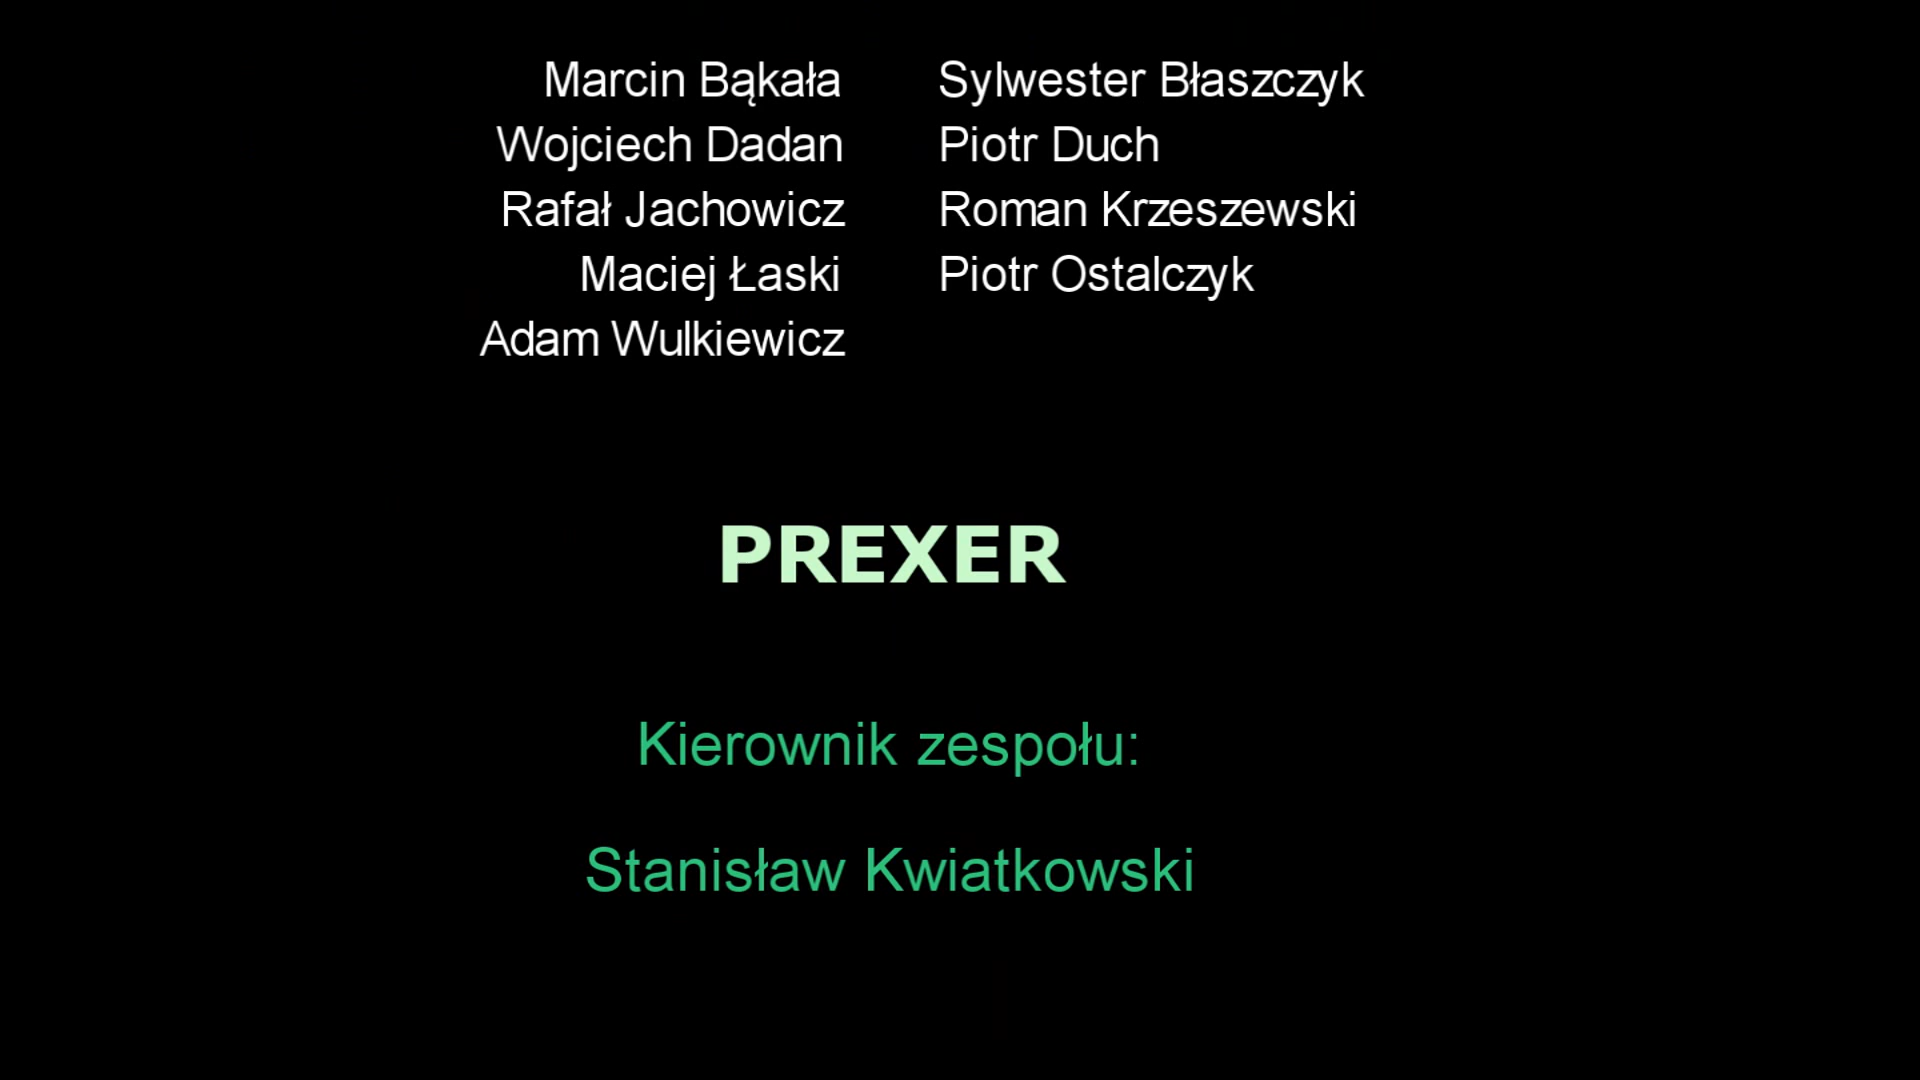 Marcin Bąkała Sylwester Błaszczyk
Wojciech Dadan Piotr Duch
Rafał Jachowicz Roman Krzeszewski
Maciej Łaski Piotr Ostalczyk
Adam Wulkiewicz
PREXER
Kierownik zespołu:
Stanisław Kwiatkowski